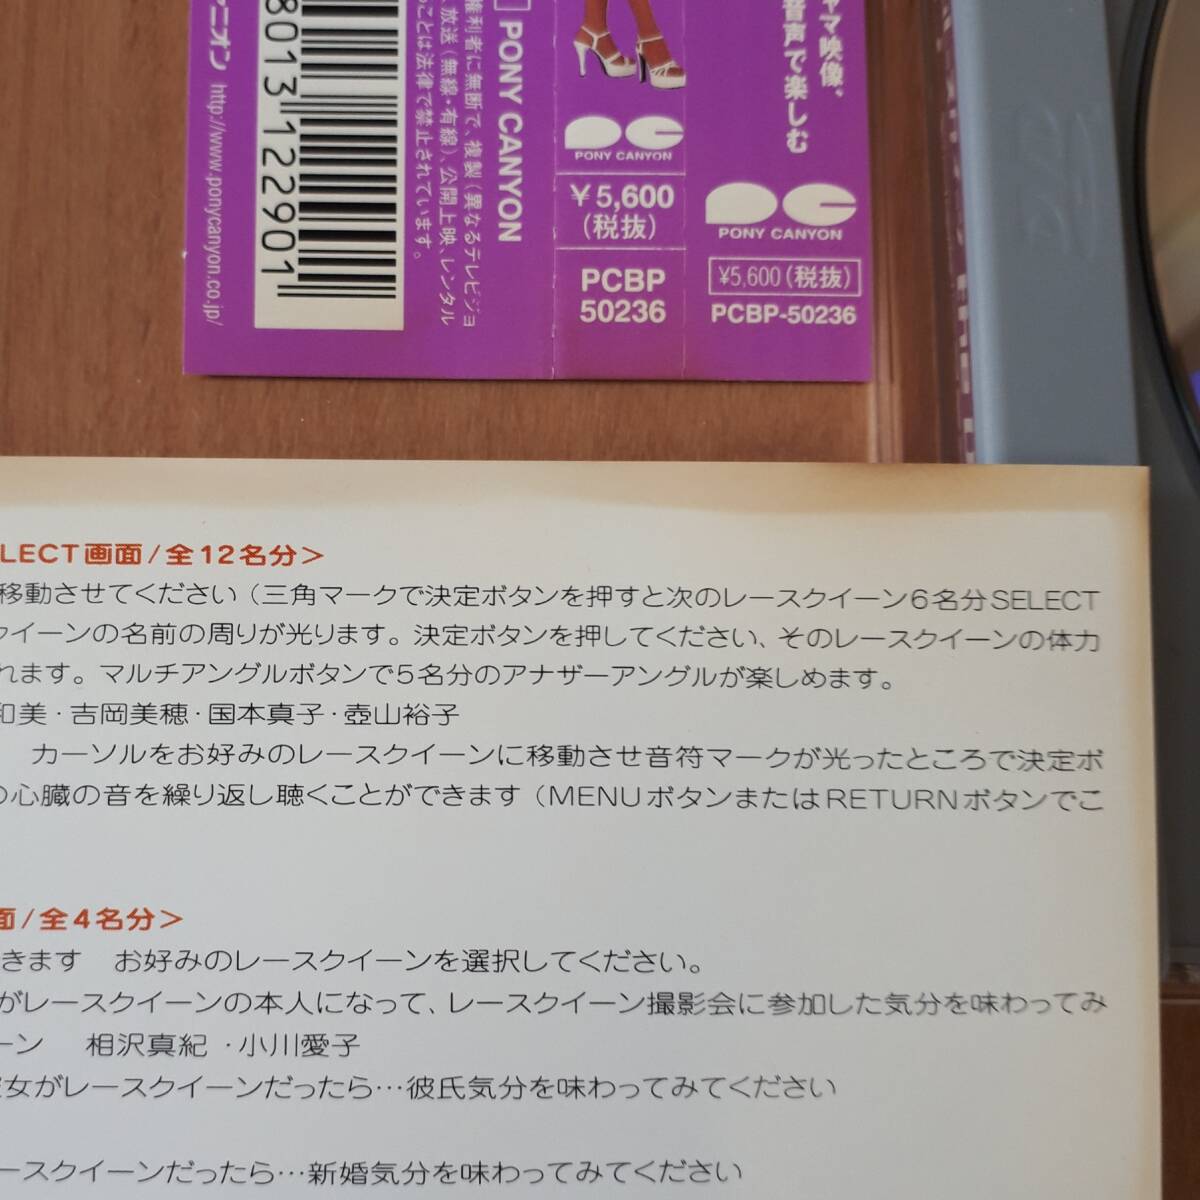 ャマ映像。
音声で楽しむ
PONY CANYON
¥5,600(税抜)
PCBP-50236
PONY CANYON
¥5,600
(税抜)
PCBP
50236
PONY CANYON
権利者に無断で、複製(異なるテレビジョ
放送(無線・有線)、公開上映、レンタル
ことは法律で禁止されています。
8013 122901
ニオン http://www.ponycanyon.co.jp/
LECT画面/全12名分>
移動させてください(三角マークで決定ボタンを押すと次のレースクイーン6名分SELECT
クイーンの名前の周りが光ります。決定ボタンを押してください、そのレースクイーンの体力
れます。マルチアングルボタンで5名分のアナザーアングルが楽しめます。
和美・吉岡美穂・国本真子・壺山裕子
カーソルをお好みのレースクイーンに移動させ音符マークが光ったところで決定ボ
の心臓の音を繰り返し聴くことができます(MENUボタンまたはRETURNボタンでこ
面/全4名分>
きます お好みのレースクイーンを選択してください。
がレースクイーンの本人になって、レースクイーン撮影会に参加した気分を味わってみ
ーン 相沢真紀・小川愛子
女がレースクイーンだったら…彼氏気分を味わってみてください
ースクイーンだったら…新婚気分を味わってみてください